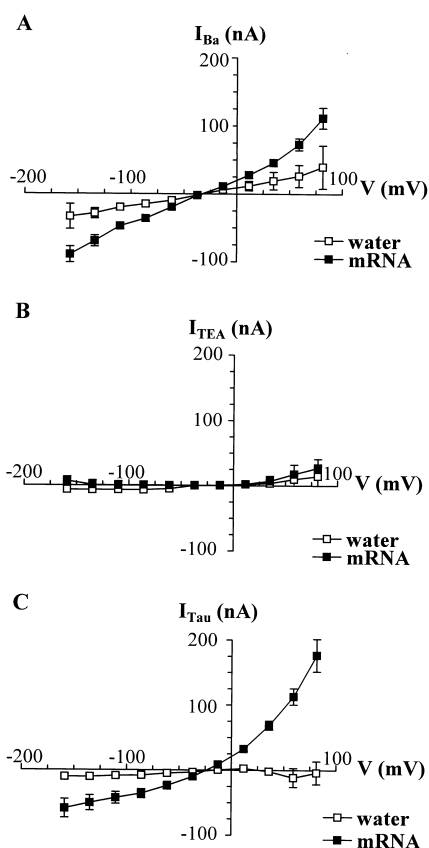 A
I_Ba (nA)
200
100
-200 -100 100 V (mV)
-100
water
mRNA
B
I_TEA (nA)
200
100
-200 -100 100 V (mV)
-100
water
mRNA
C
I_Tau (nA)
200
100
-200 -100 100 V (mV)
-100
water
mRNA